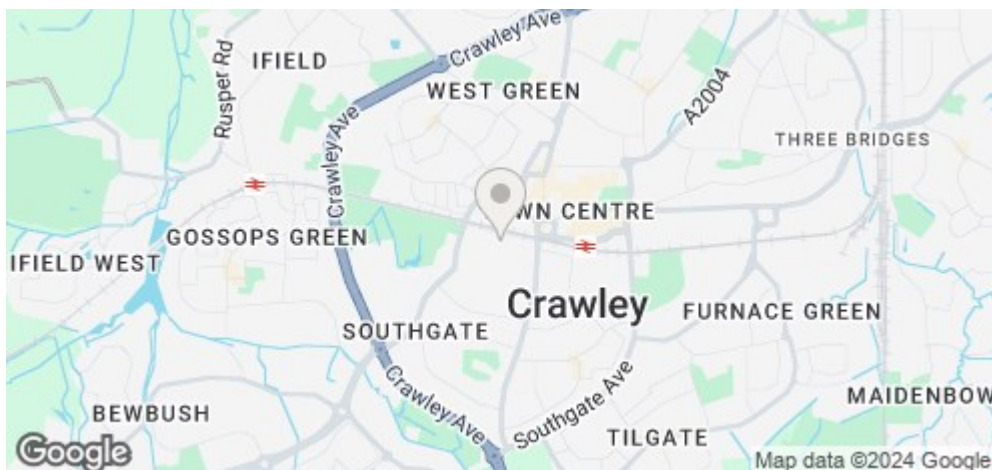 Crawley Ave
IFIELD
Rusper Rd
WEST GREEN
A2004
THREE BRIDGES
Crawley Ave
WN CENTRE
GOSSOPS GREEN
IFIELD WEST
Crawley
FURNACE GREEN
SOUTHGATE
Crawley Ave
Southgate Ave
MAIDENBOW
BEWBUSH
TILGATE
Google
Map data ©2024 Google